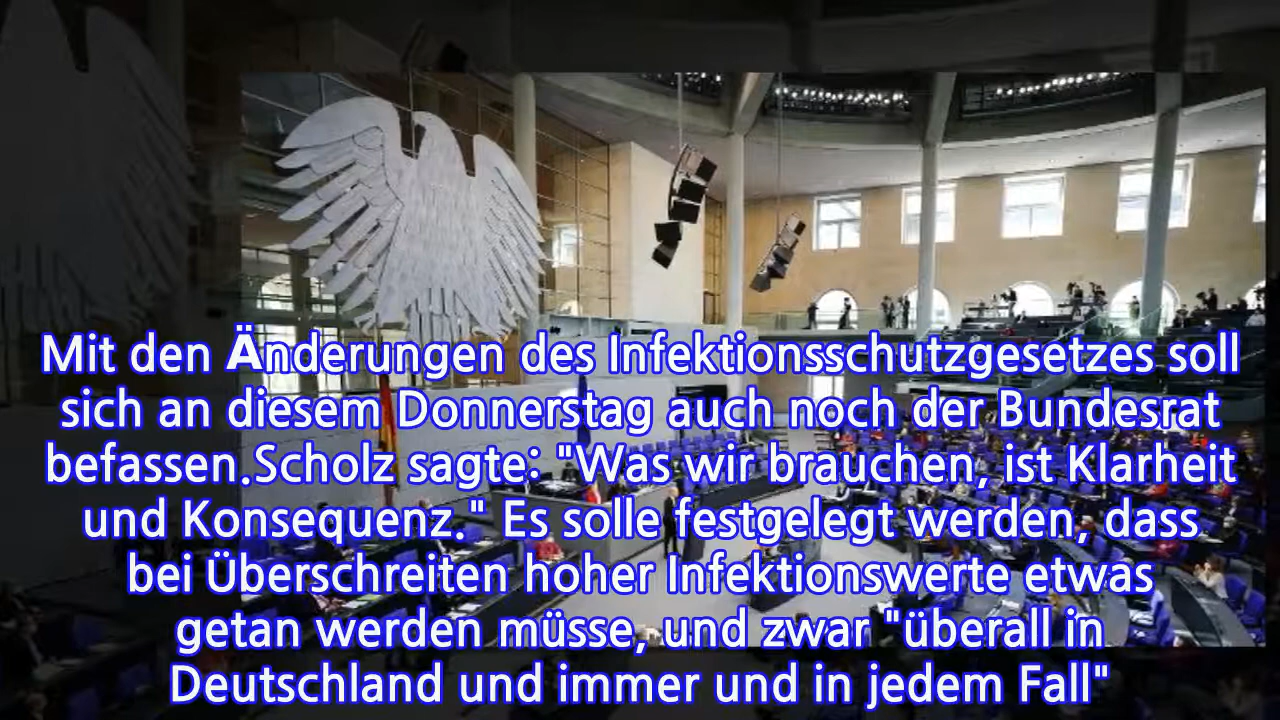 Mit den Änderungen des Infektionsschutzgesetzes soll
sich an diesem Donnerstag auch noch der Bundesrat
befassen.Scholz sagte: "Was wir brauchen, ist Klarheit
und Konsequenz." Es solle festgelegt werden, dass
bei Überschreiten hoher Infektionswerte etwas
getan werden müsse, und zwar "überall in
Deutschland und immer und in jedem Fall"